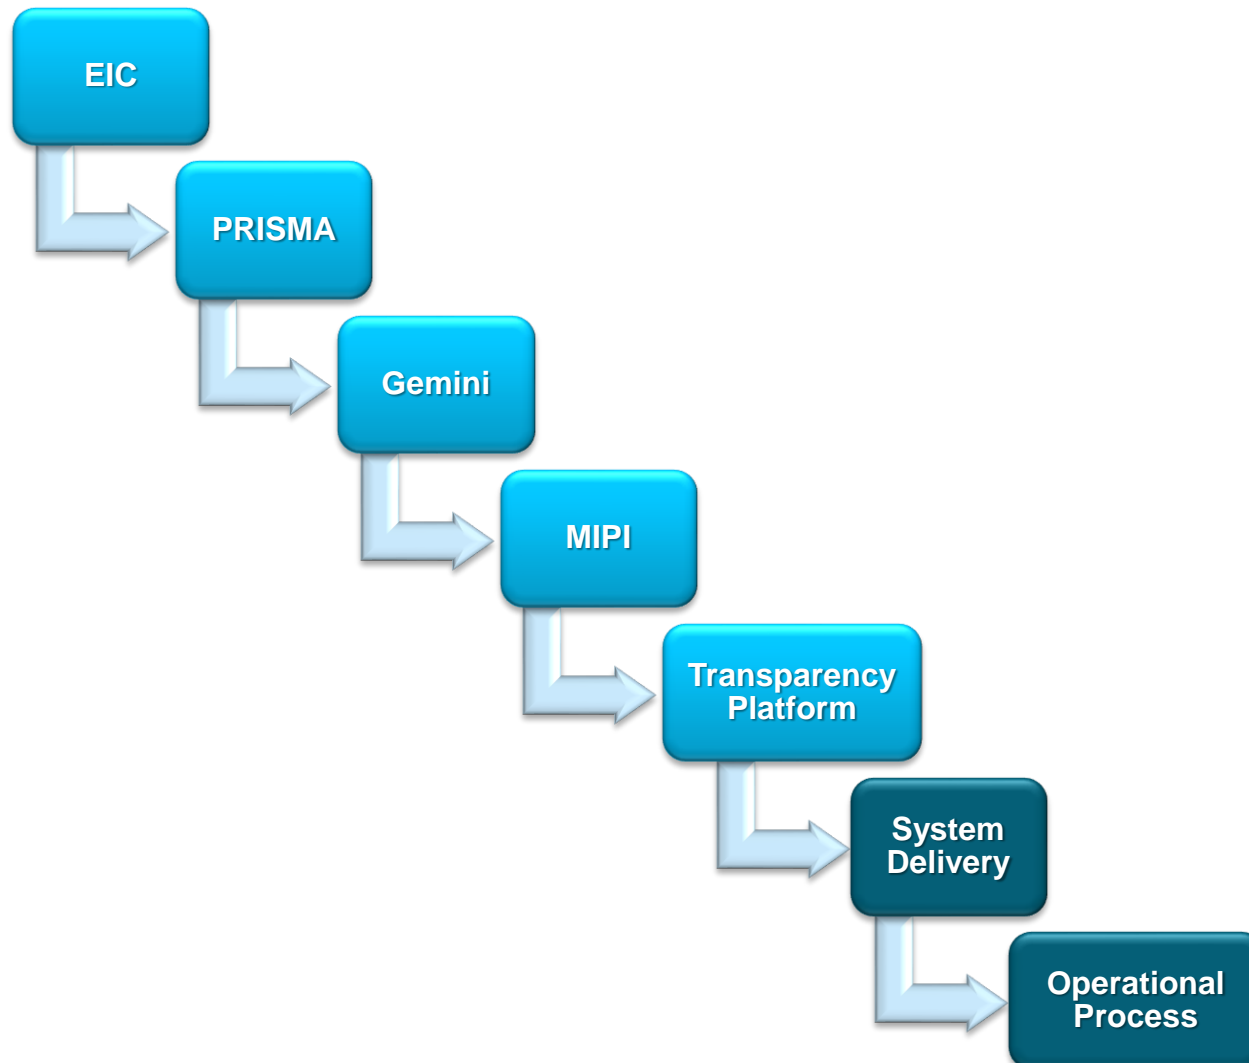 EIC
PRISMA
Gemini
MIPI
Transparency
Platform
System
Delivery
Operational
Process